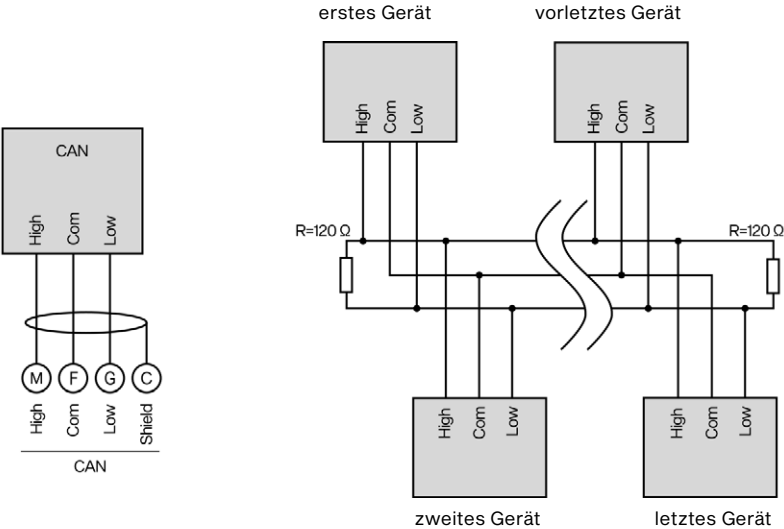 CAN
High
Com
Low
M
F
G
C
High
Com
Low
Shield
CAN
erstes Gerät
vorletztes Gerät
High
Com
Low
High
Com
Low
R=120 Ω
R=120 Ω
High
Com
Low
High
Com
Low
zweites Gerät
letztes Gerät